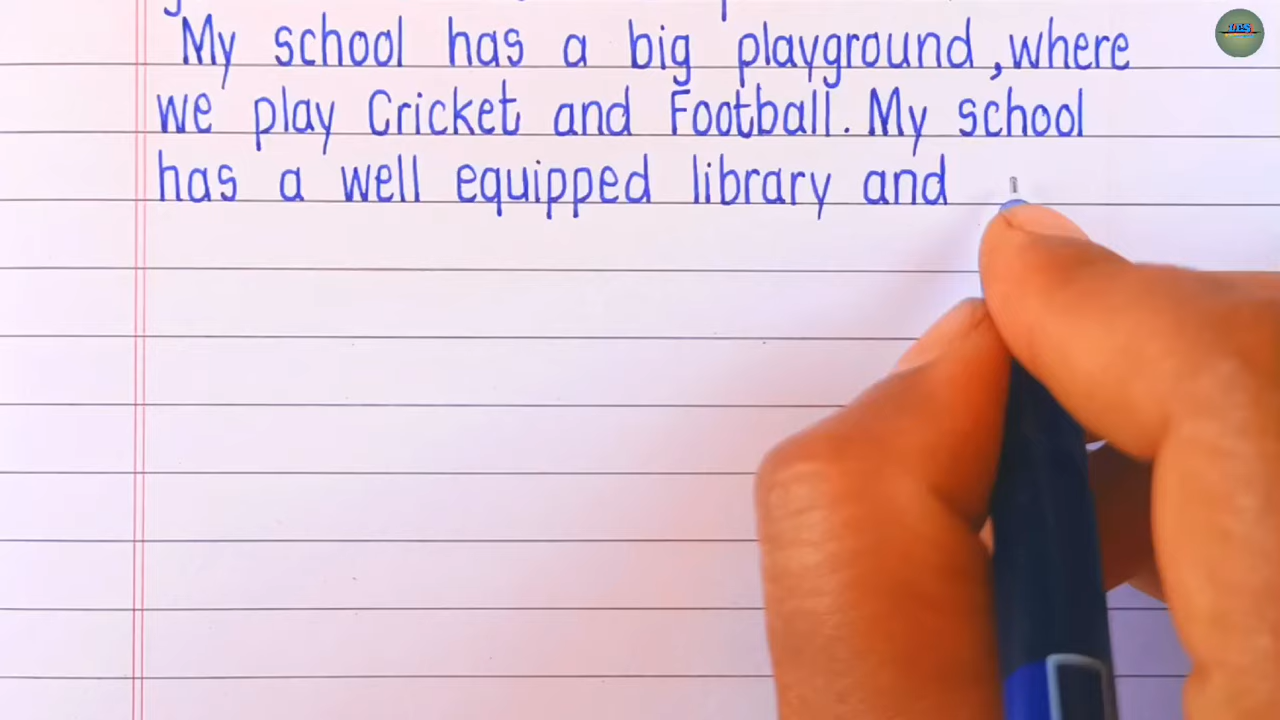 My school has a big playground, where
we play Cricket and Football. My school
has a well equipped library and